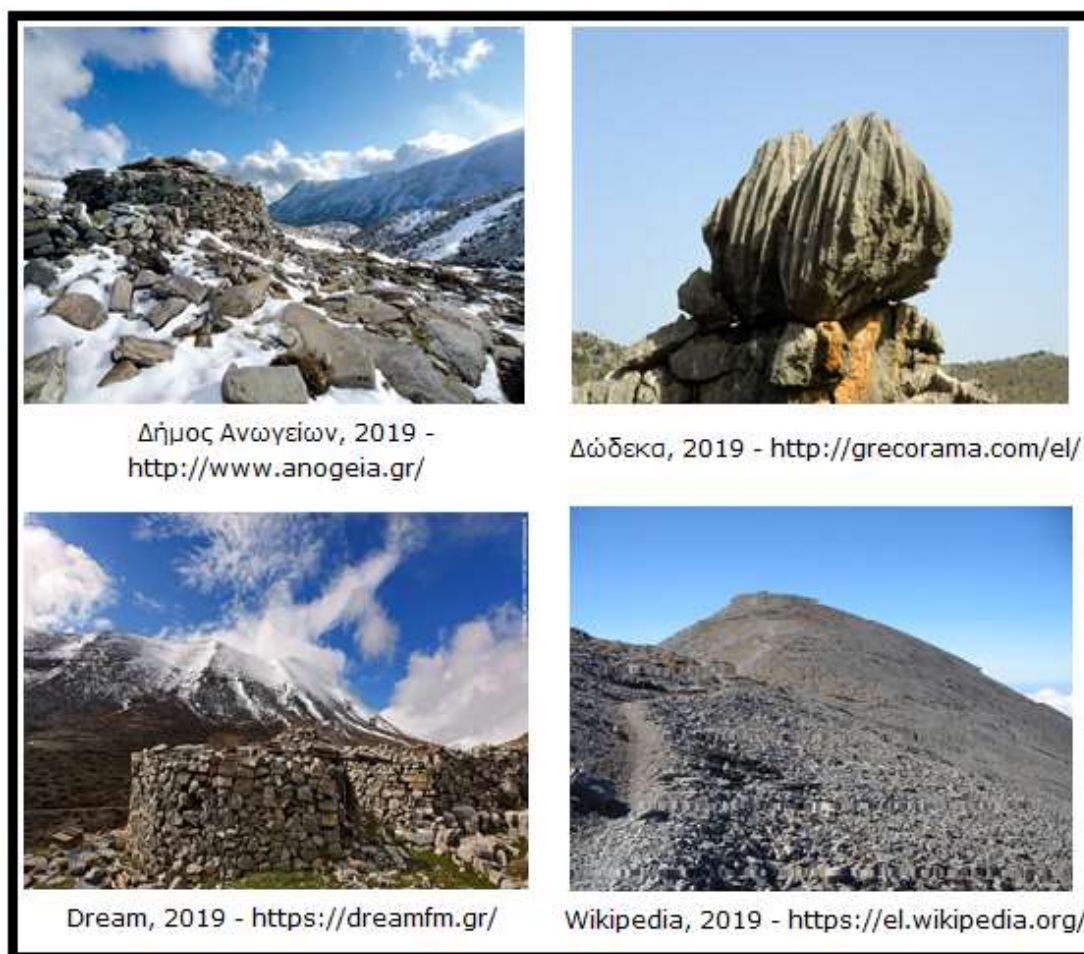 Δήμος Ανωγείων, 2019 -
http://www.anogeia.gr/
Δώδεκα, 2019 - http://grecorama.com/el/
Dream, 2019 - https://dreamfm.gr/
Wikipedia, 2019 - https://el.wikipedia.org/